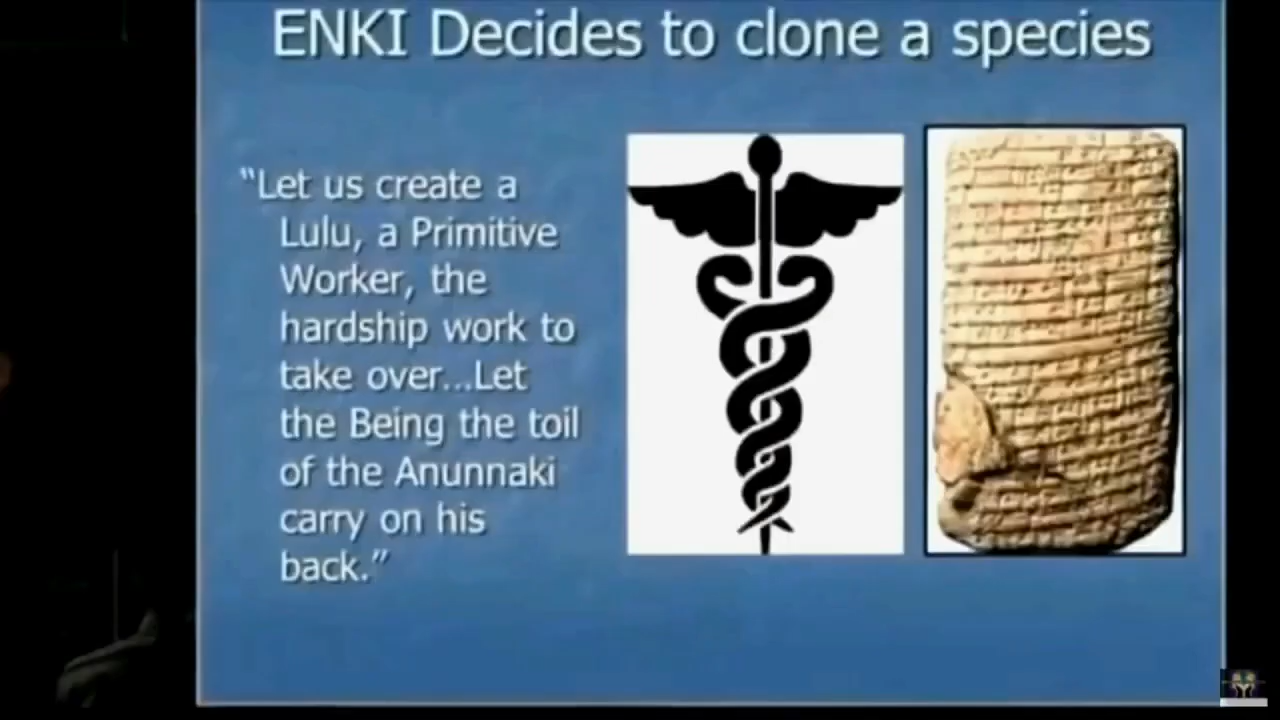 ENKI Decides to clone a species
“Let us create a
Lulu, a Primitive
Worker, the
hardship work to
take over...Let
the Being the toil
of the Anunnaki
carry on his
back.”